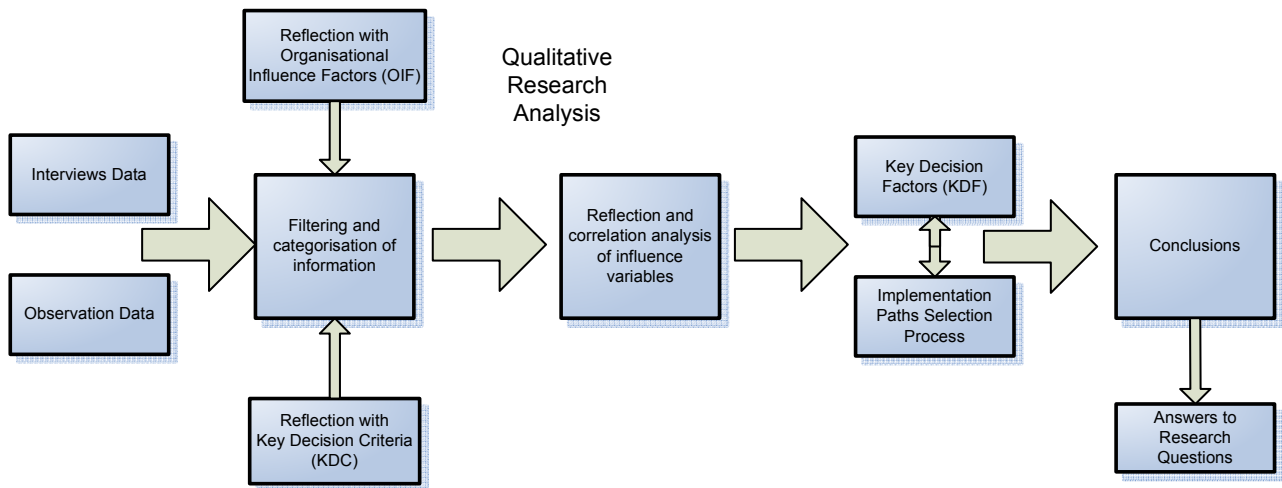 Reflection with
Organisational
Influence Factors (OIF)
Qualitative
Research
Analysis
Interviews Data
Observation Data
Filtering and
categorisation of
information
Reflection with
Key Decision Criteria
(KDC)
Reflection and
correlation analysis
of influence
variables
Key Decision
Factors (KDF)
Implementation
Paths Selection
Process
Conclusions
Answers to
Research
Questions